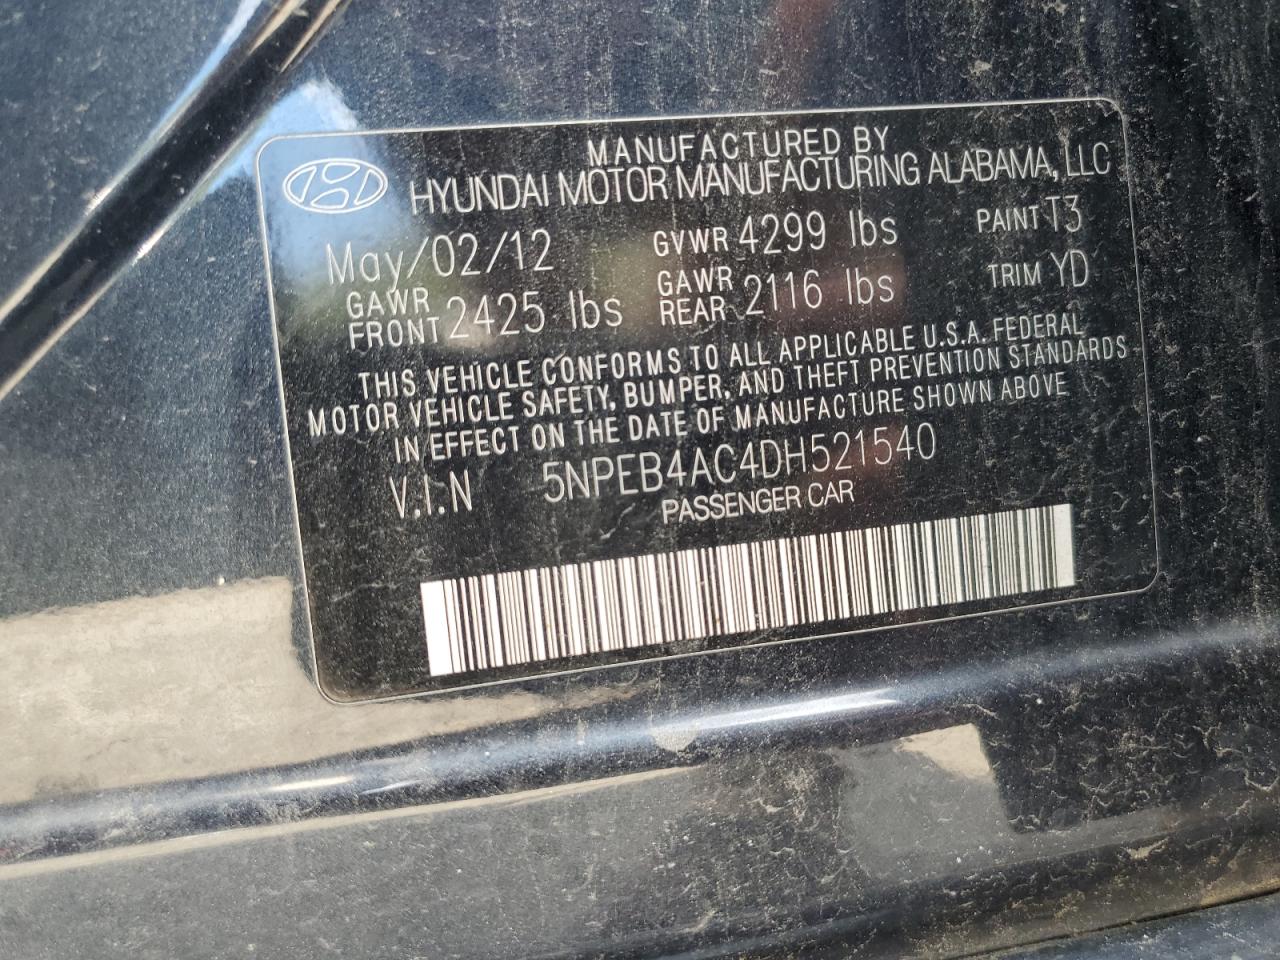 MANUFACTURED BY
HYUNDAI MOTOR MANUFACTURING ALABAMA, LLC
May/02/12 GVWR 4299 lbs PAINT T3
GAWR FRONT 2425 lbs GAWR REAR 2116 lbs TRIM YD
THIS VEHICLE CONFORMS TO ALL APPLICABLE U.S.A. FEDERAL
MOTOR VEHICLE SAFETY, BUMPER, AND THEFT PREVENTION STANDARDS
IN EFFECT ON THE DATE OF MANUFACTURE SHOWN ABOVE
V.I.N 5NPEB4AC4DH521540
PASSENGER CAR